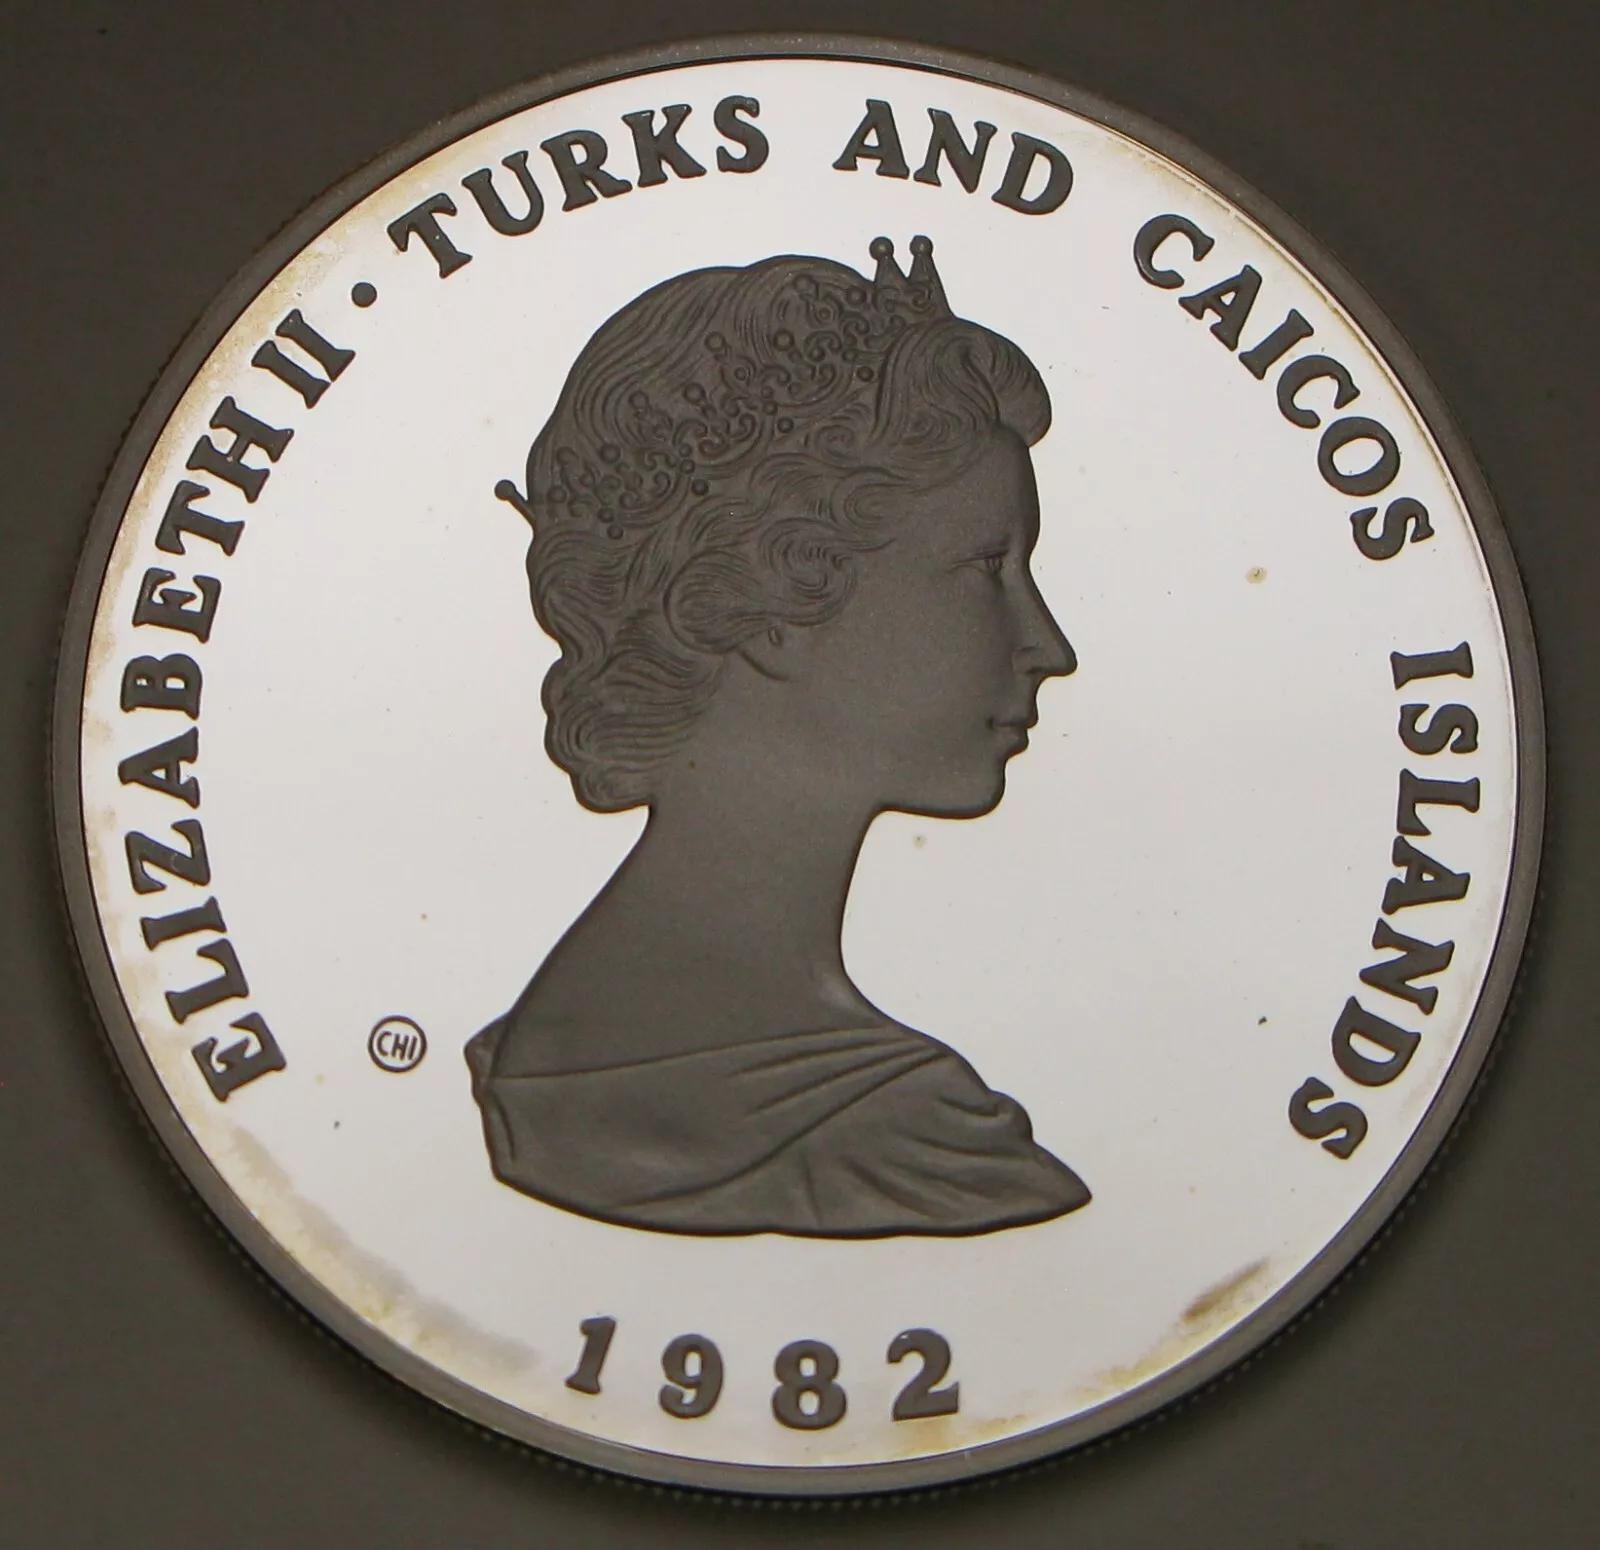 ELIZABETH II · TURKS AND CAICOS ISLANDS
CHI
1982